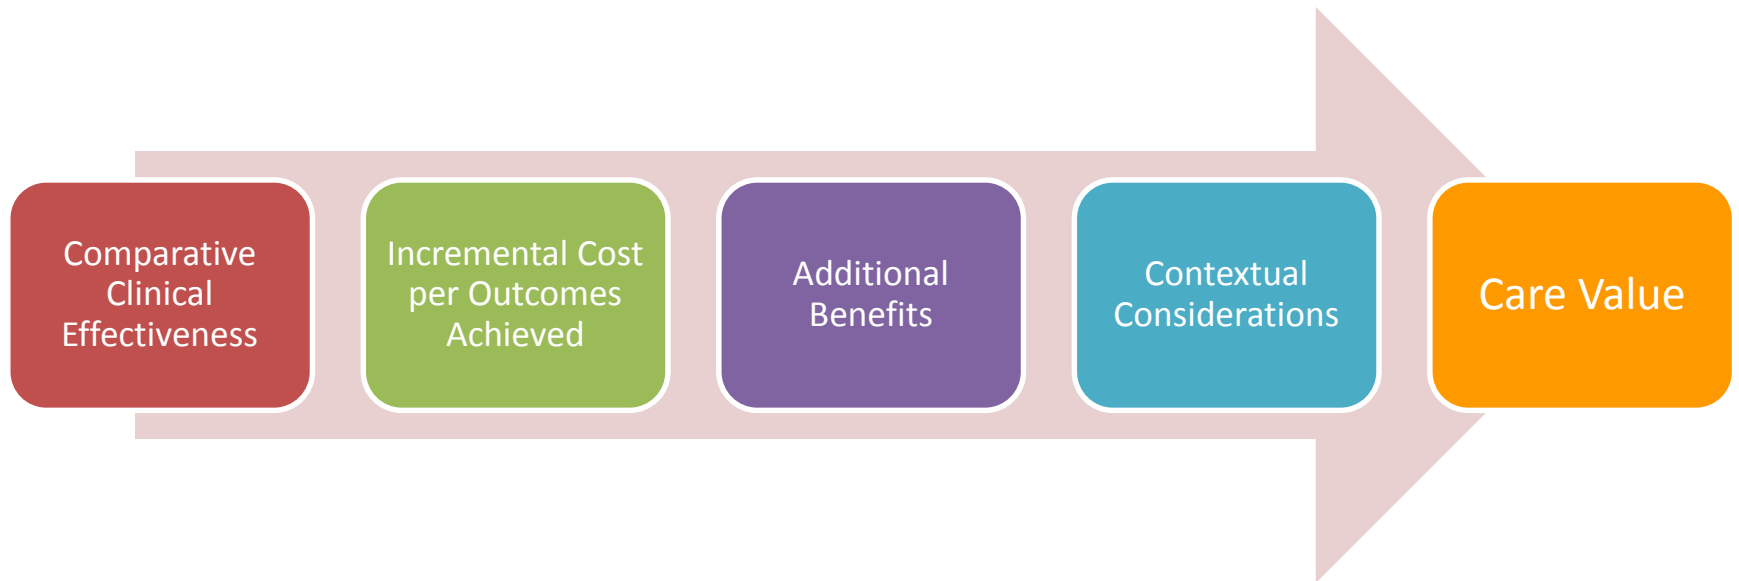 Comparative
Clinical
Effectiveness
Incremental Cost
per Outcomes
Achieved
Additional
Benefits
Contextual
Considerations
Care Value